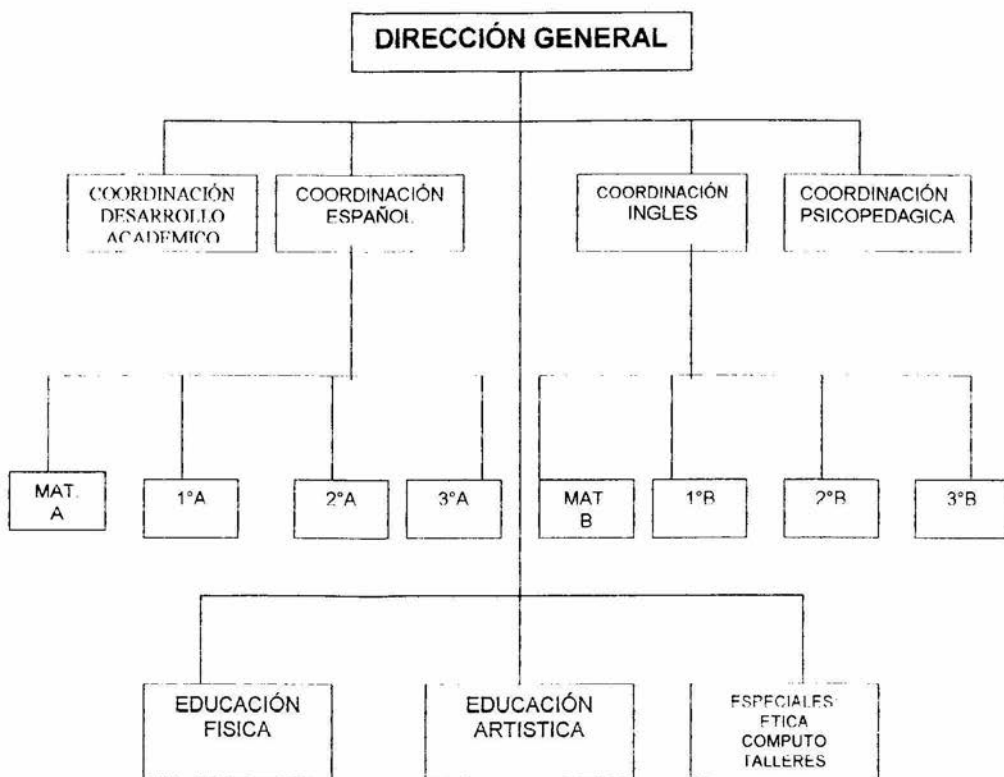 DIRECCIÓN GENERAL
COORDINACIÓN
DESARROLLO
ACADEMICO
COORDINACIÓN
ESPAÑOL
COORDINACIÓN
INGLES
COORDINACIÓN
PSICOPEDAGICA
MAT.
A
1°A
2°A
3°A
MAT
B
1°B
2°B
3°B
EDUCACIÓN
FISICA
EDUCACIÓN
ARTISTICA
ESPECIALES:
ETICA
COMPUTO
TALLERES